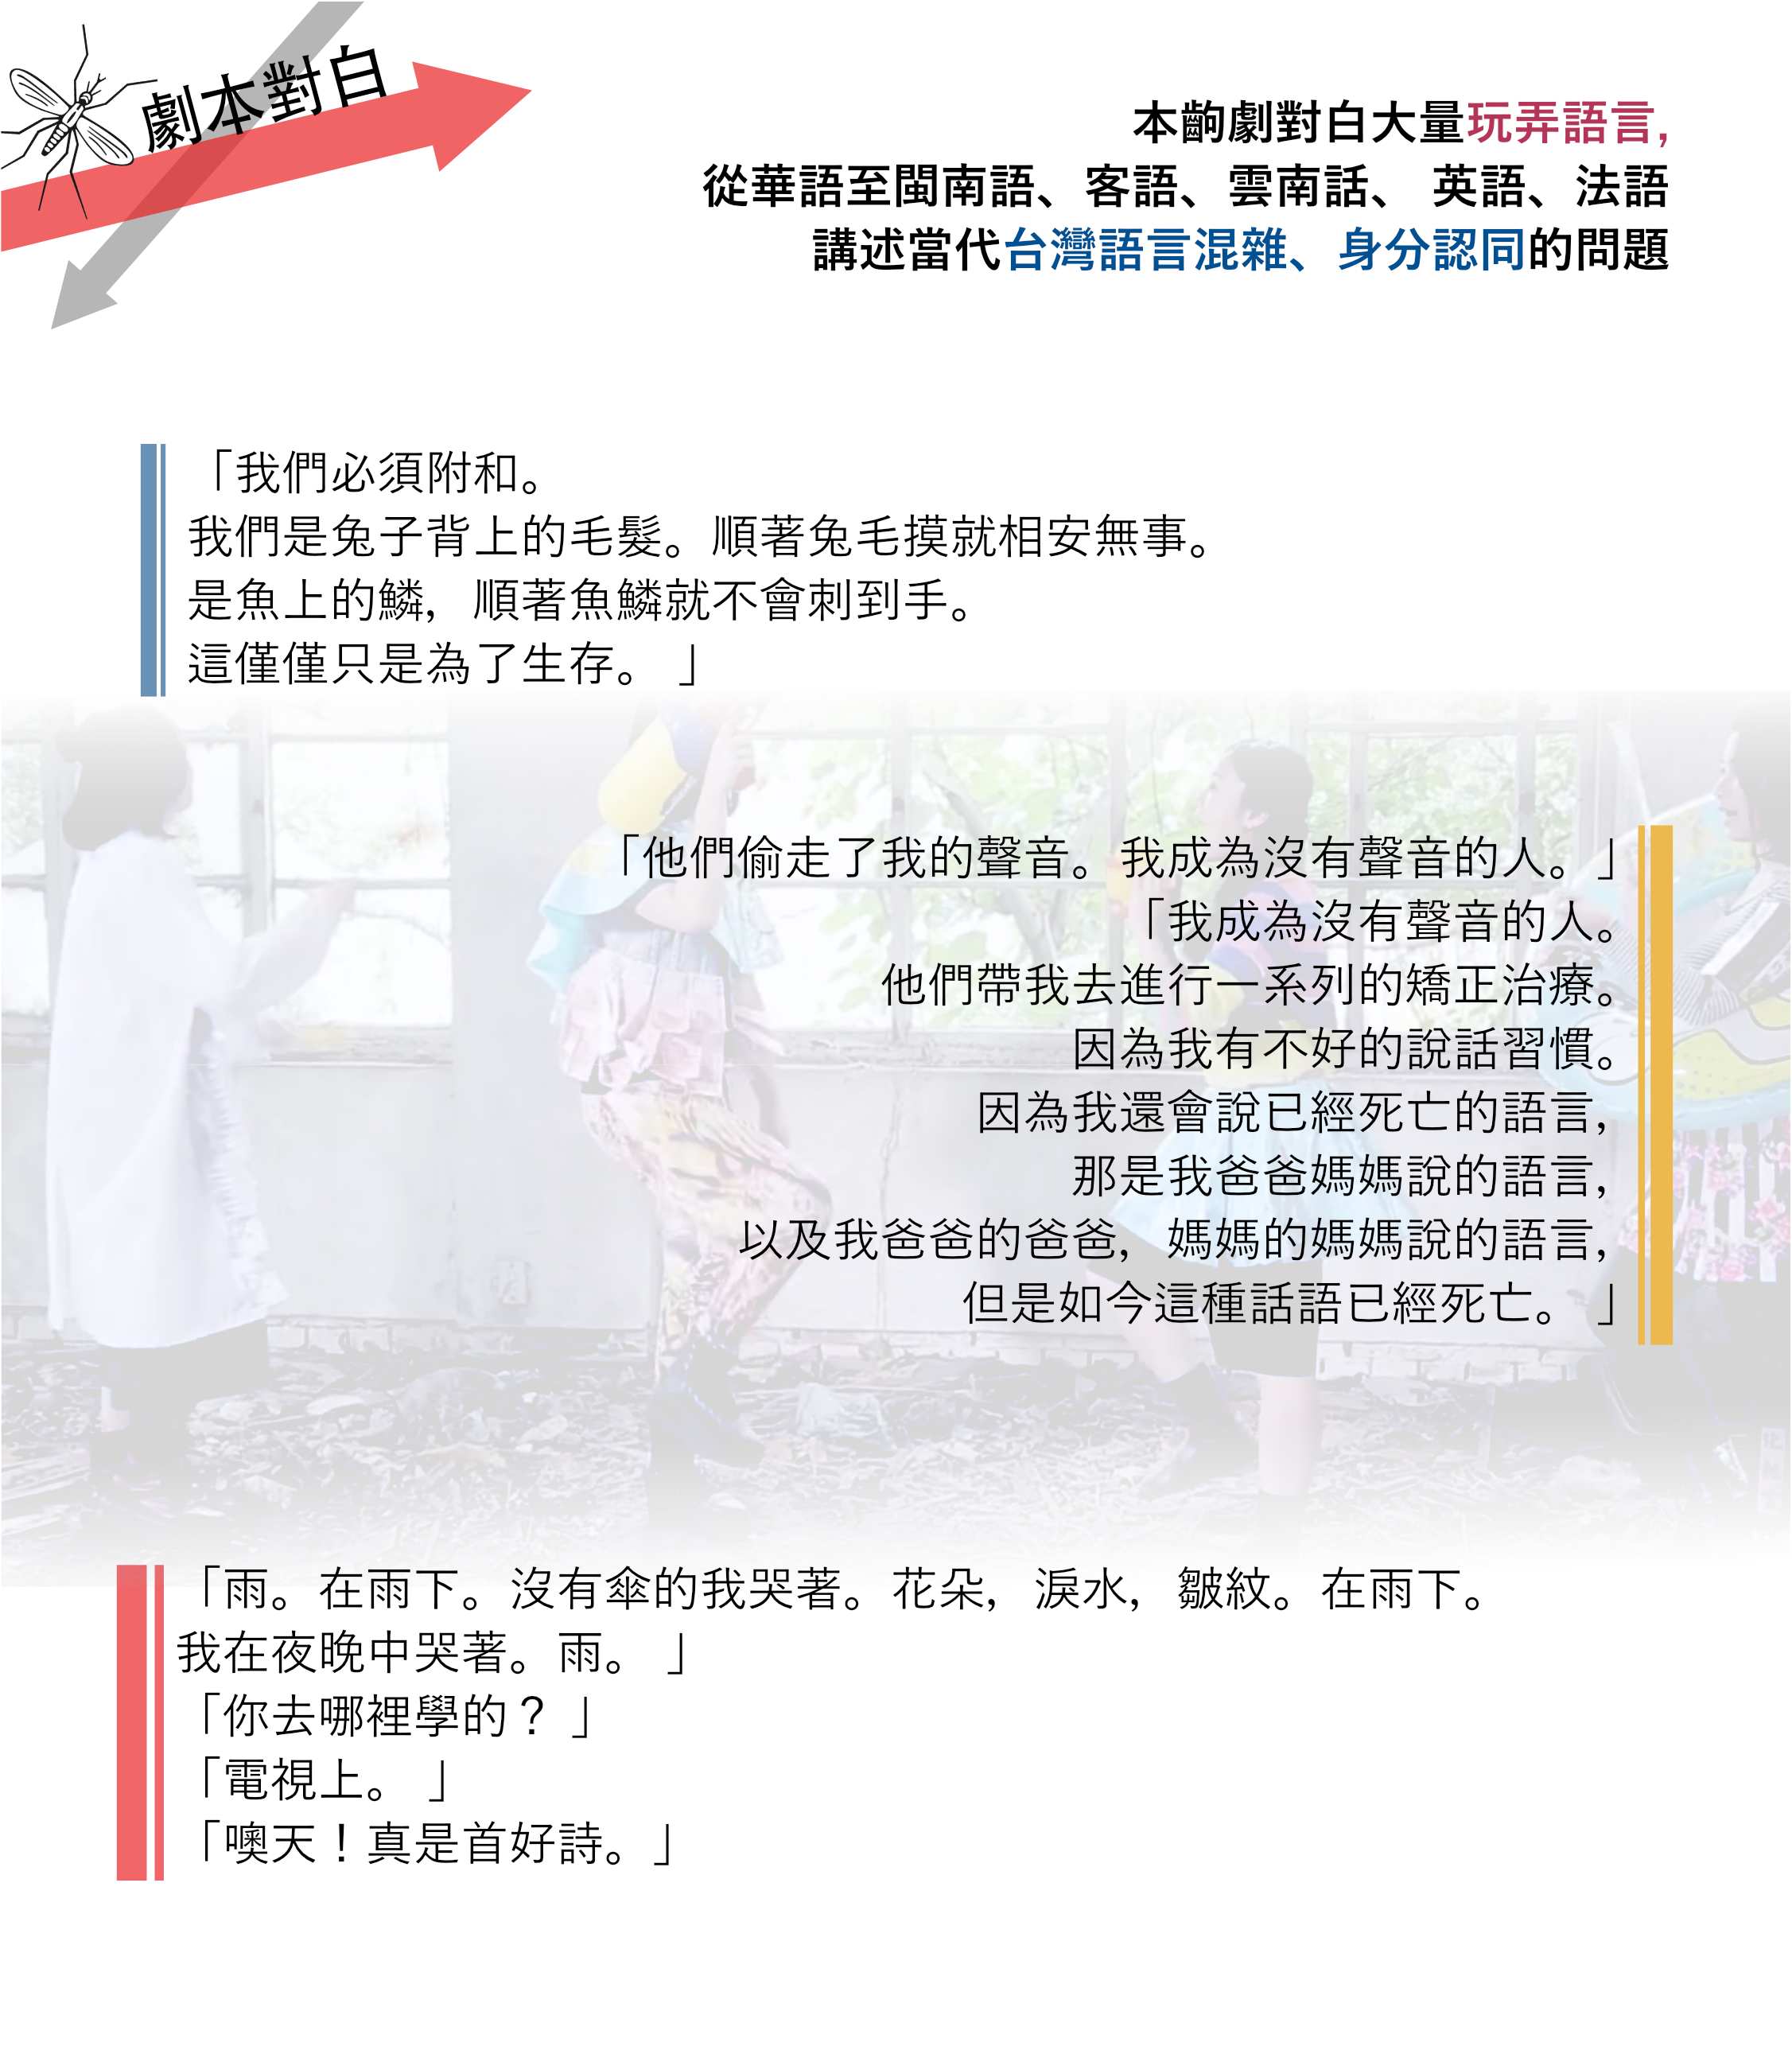 劇本對白
本齣劇對白大量玩弄語言,
從華語至閩南語、客語、雲南話、 英語、法語
講述當代台灣語言混雜、身分認同的問題
「我們必須附和。
我們是兔子背上的毛髮。順著兔毛摸就相安無事。
是魚上的鱗，順著魚鱗就不會刺到手。
這僅僅只是為了生存。 」
「他們偷走了我的聲音。我成為沒有聲音的人。」
「我成為沒有聲音的人。
他們帶我去進行一系列的矯正治療。
因為我有不好的說話習慣。
因為我還會說已經死亡的語言，
那是我爸爸媽媽說的語言，
以及我爸爸的爸爸，媽媽的媽媽說的語言，
但是如今這種話語已經死亡。 」
「雨。在雨下。沒有傘的我哭著。花朵，淚水，皺紋。在雨下。
我在夜晚中哭著。雨。 」
「你去哪裡學的？ 」
「電視上。 」
「噢天！真是首好詩。」